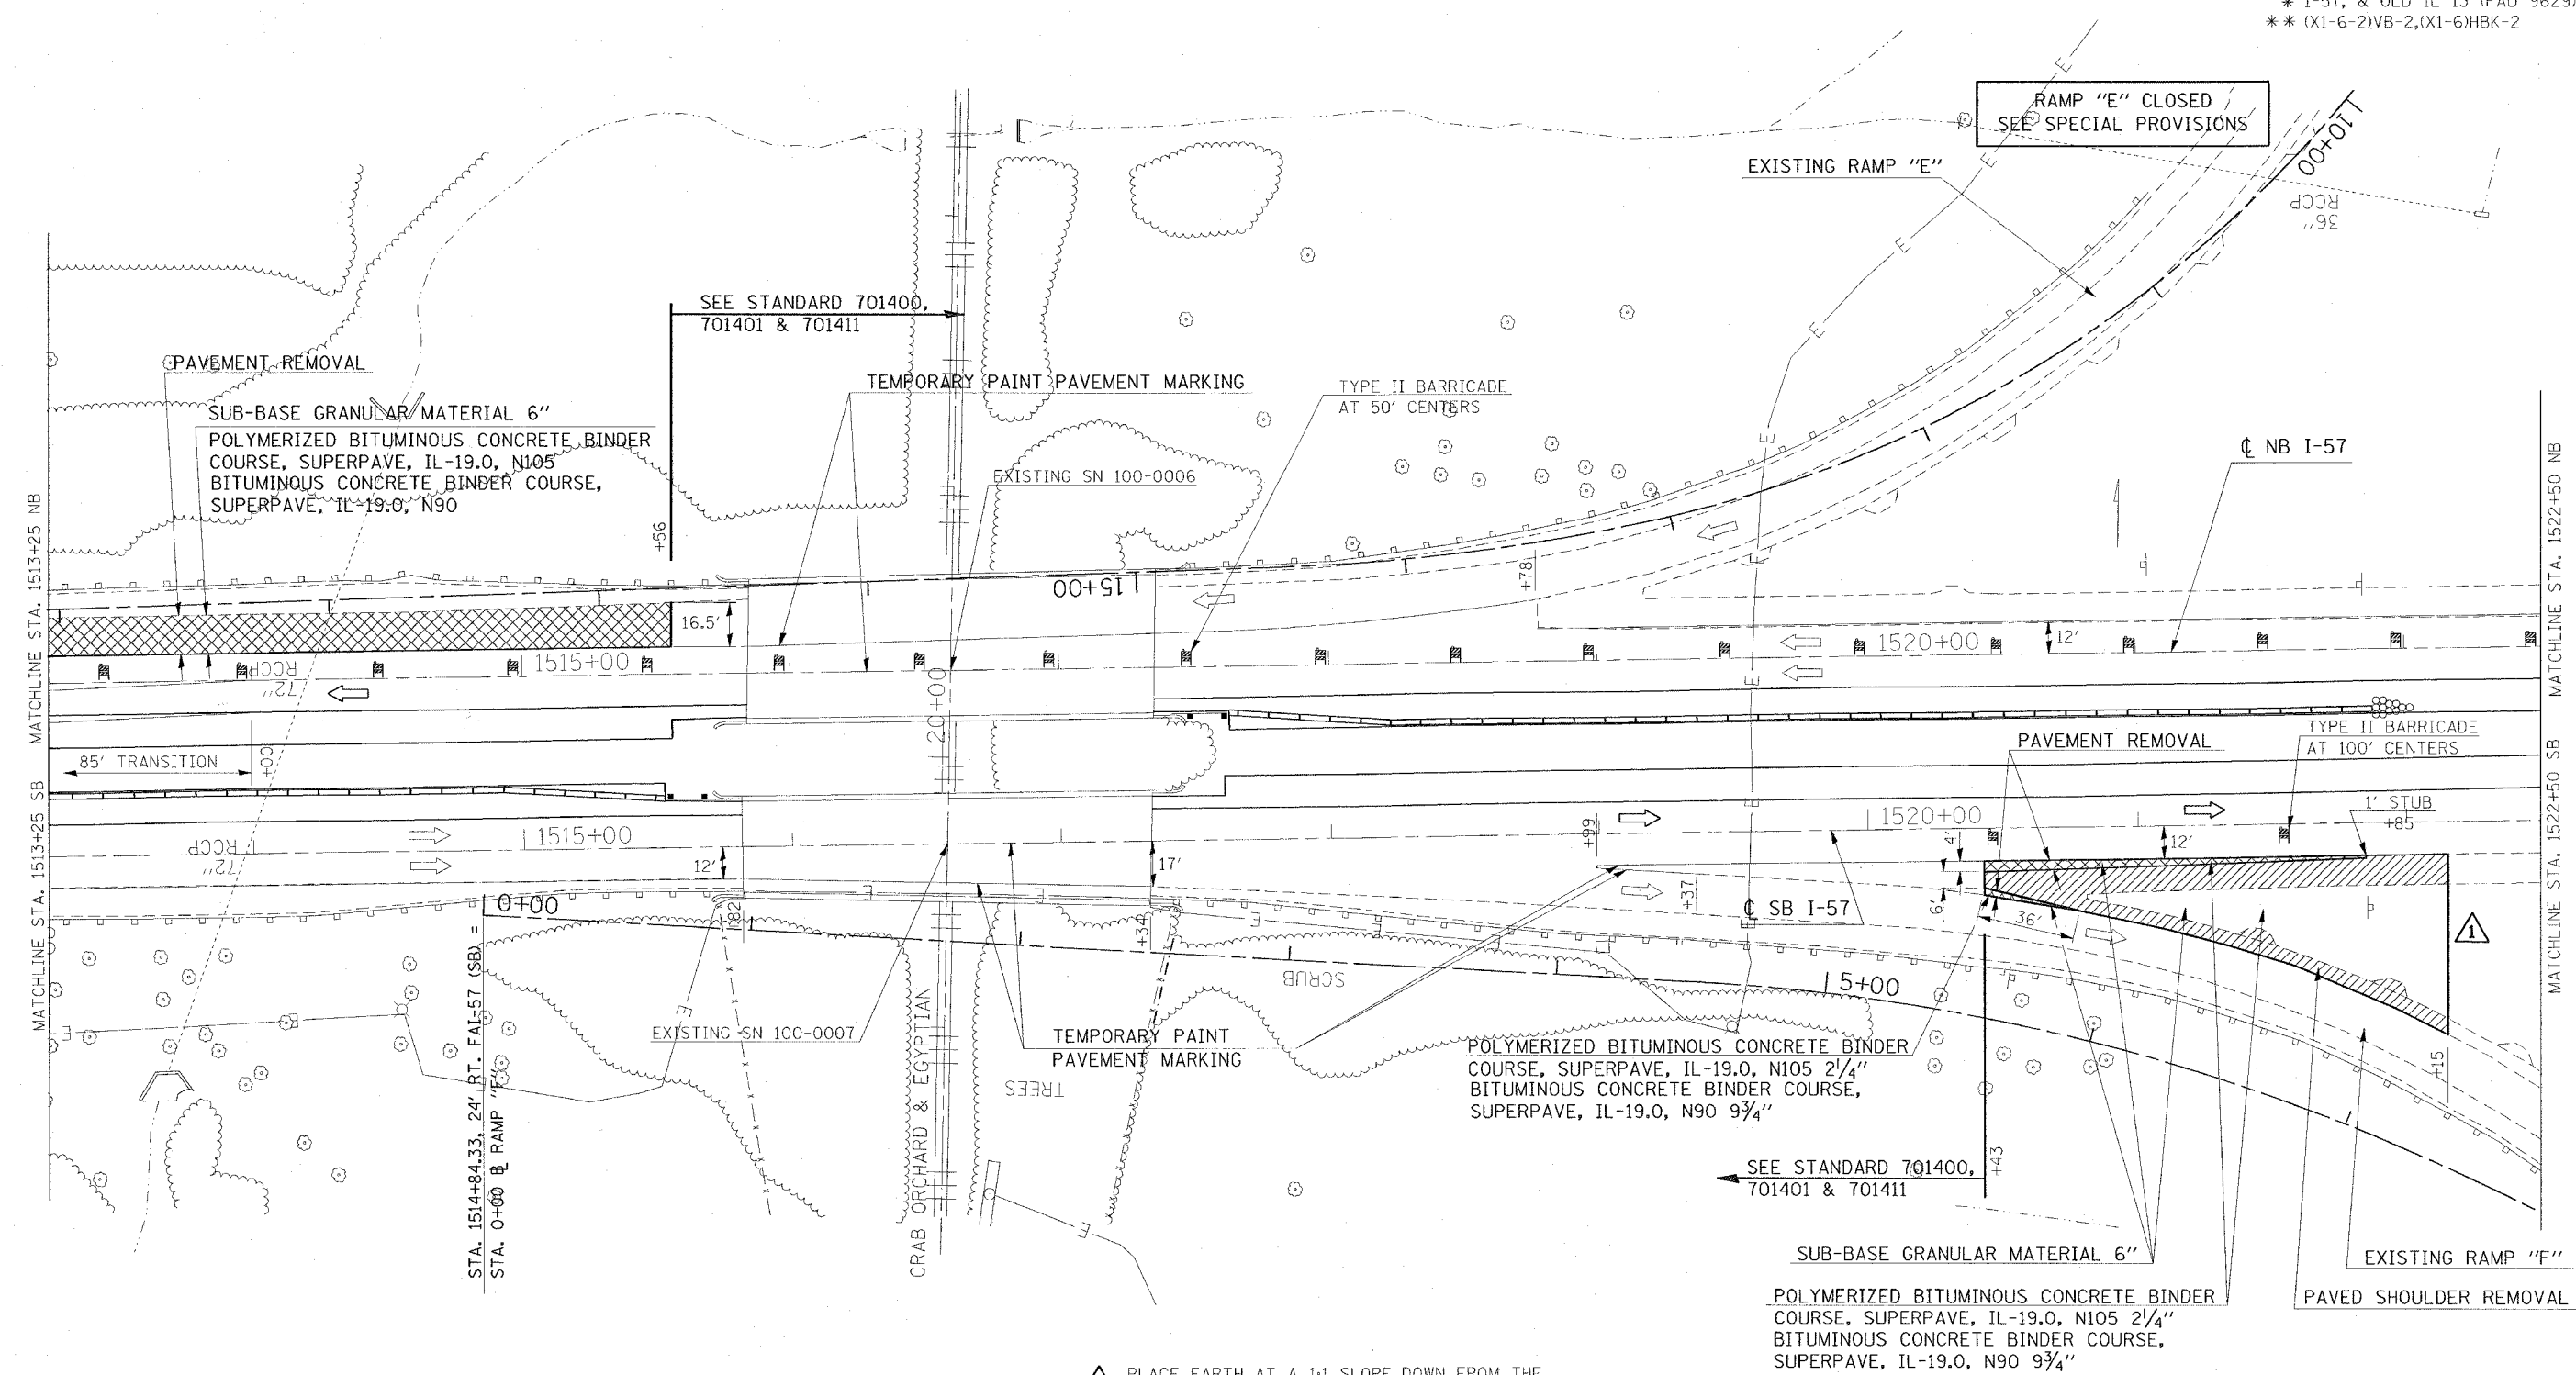 * I-57, & OLD IL 13 (FAU 9629)
** (X1-6-2)VB-2,(X1-6)HBK-2
RAMP "E" CLOSED
SEE SPECIAL PROVISIONS
110+00
EXISTING RAMP "E"
36"
RCCP
SEE STANDARD 701400,
701401 & 701411
PAVEMENT REMOVAL
TEMPORARY PAINT PAVEMENT MARKING
TYPE II BARRICADE
AT 50' CENTERS
SUB-BASE GRANULAR MATERIAL 6"
POLYMERIZED BITUMINOUS CONCRETE BINDER
COURSE, SUPERPAVE, IL-19.0, N105
BITUMINOUS CONCRETE BINDER COURSE,
SUPERPAVE, IL-19.0, N90
EXISTING SN 100-0006
℄ NB I-57
MATCHLINE STA. 1513+25 NB
MATCHLINE STA. 1522+50 NB
+56
+78
115+00
16.5'
12'
1515+00
1520+00
72"
RCCP
120+00
85' TRANSITION
+00
PAVEMENT REMOVAL
TYPE II BARRICADE
AT 100' CENTERS
MATCHLINE STA. 1513+25 SB
MATCHLINE STA. 1522+50 SB
1515+00
72"
RCCP
12'
17'
+99
1520+00
4'
12'
1' STUB
+85
+37
℄ SB I-57
6'
36'
1
0+00
+82
+34
SCRUB
5+00
STA. 1514+84.33, 24' RT. FAI-57 (SB) =
STA. 0+00 B RAMP "F"
EXISTING SN 100-0007
CRAB ORCHARD & EGYPTIAN
TEMPORARY PAINT
PAVEMENT MARKING
TREES
POLYMERIZED BITUMINOUS CONCRETE BINDER
COURSE, SUPERPAVE, IL-19.0, N105 2¼"
BITUMINOUS CONCRETE BINDER COURSE,
SUPERPAVE, IL-19.0, N90 9¾"
+15
SEE STANDARD 701400,
701401 & 701411
+43
SUB-BASE GRANULAR MATERIAL 6"
EXISTING RAMP "F"
POLYMERIZED BITUMINOUS CONCRETE BINDER
COURSE, SUPERPAVE, IL-19.0, N105 2¼"
BITUMINOUS CONCRETE BINDER COURSE,
SUPERPAVE, IL-19.0, N90 9¾"
PAVED SHOULDER REMOVAL
PLACE EARTH AT A 1:1 SLOPE DOWN FROM THE